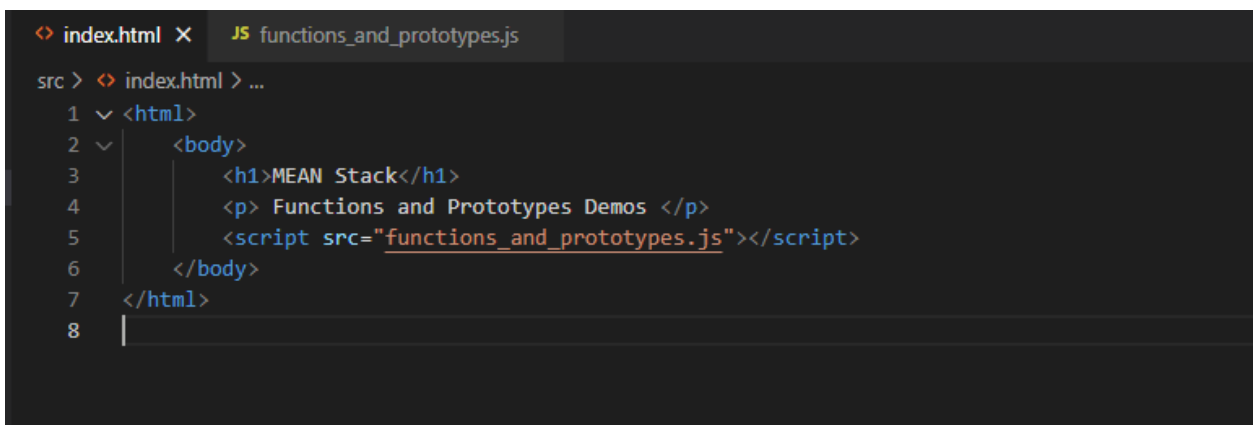 index.html
JS functions_and_prototypes.js
src > index.html > ...
1 <html>
2 <body>
3 <h1>MEAN Stack</h1>
4 <p> Functions and Prototypes Demos </p>
5 <script src="functions_and_prototypes.js"></script>
6 </body>
7 </html>
8